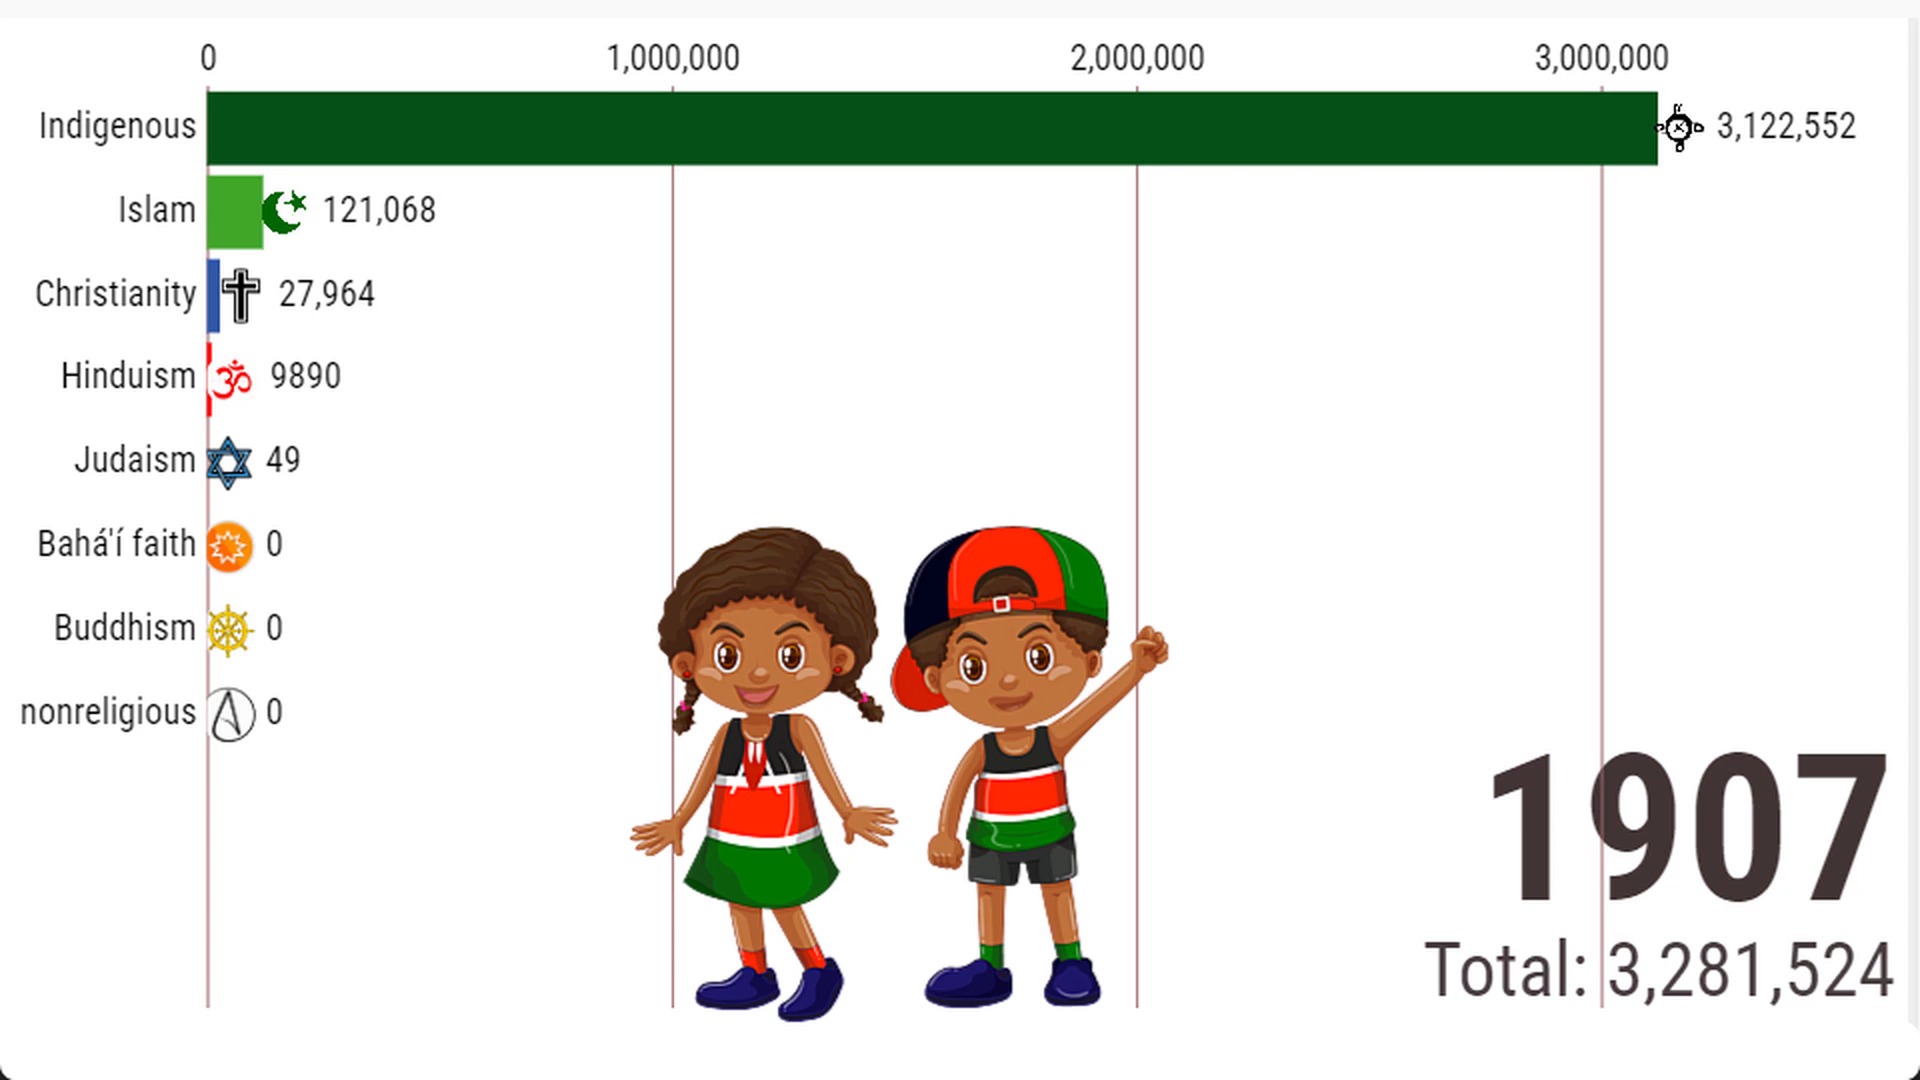 0 1,000,000 2,000,000 3,000,000
Indigenous 3,122,552
Islam 121,068
Christianity 27,964
Hinduism 9890
Judaism 49
Bahá'í faith 0
Buddhism 0
nonreligious 0
1907
Total: 3,281,524